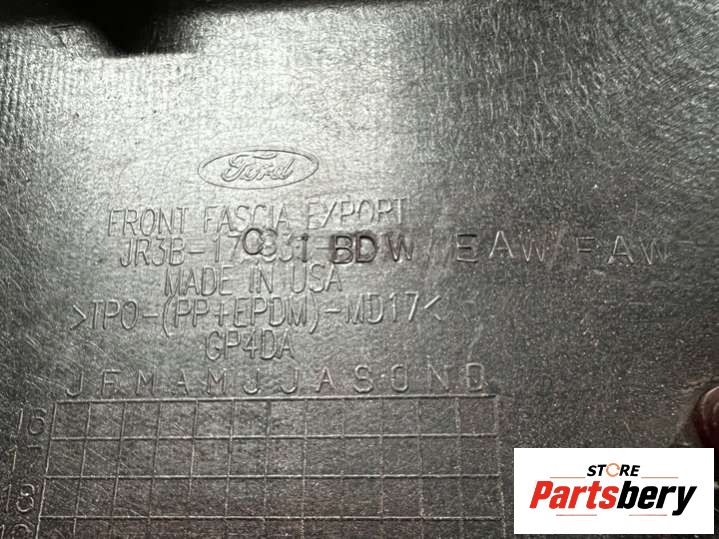 Ford
FRONT FASCIA EXPORT
JR3B-17C831-BDW/EAW/FAW
MADE IN USA
>TPO-(PP+EPDM)-MD17<
GP4DA
J F M A M J J A S O N D
16
18
STORE
Partsbery